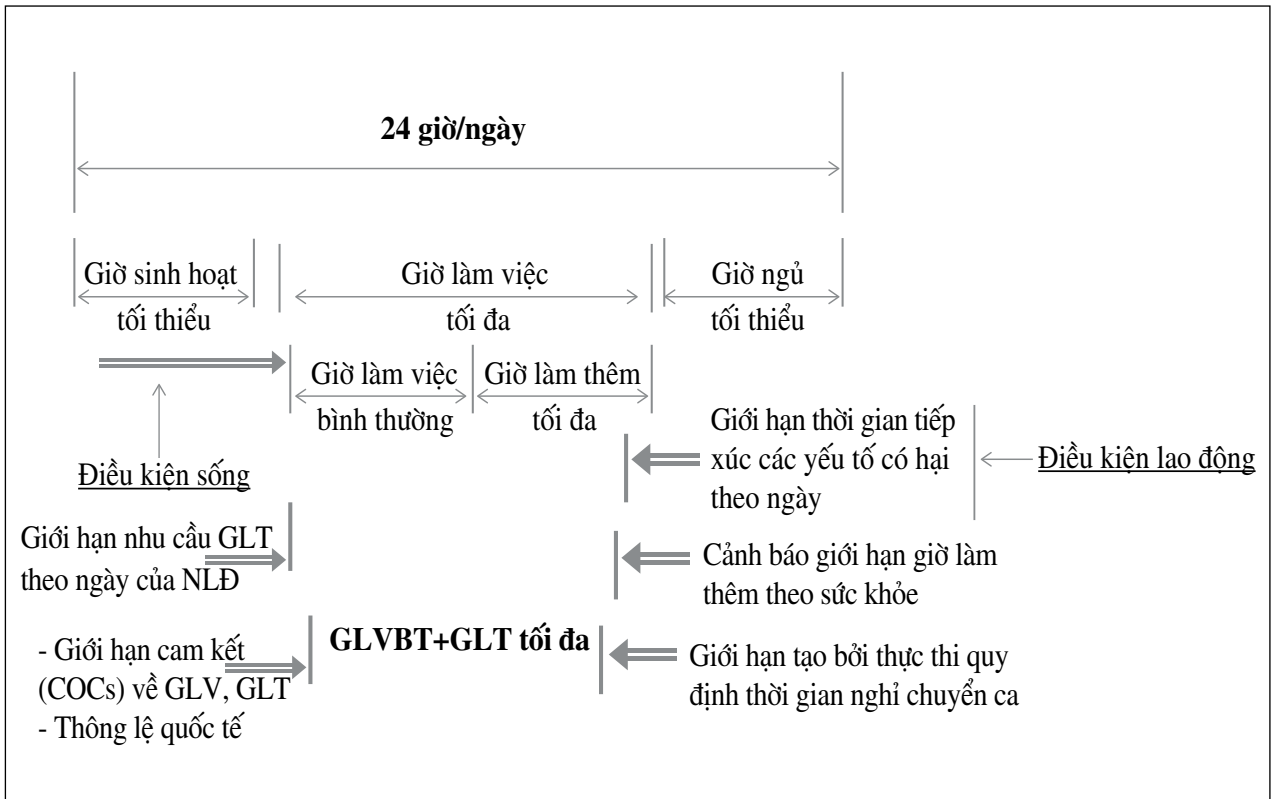 24 giờ/ngày
Giờ sinh hoạt
tối thiểu
Giờ làm việc
tối đa
Giờ ngủ
tối thiểu
Giờ làm việc
bình thường
Giờ làm thêm
tối đa
Điều kiện sống
Giới hạn thời gian tiếp
xúc các yếu tố có hại
theo ngày
Điều kiện lao động
Giới hạn nhu cầu GLT
theo ngày của NLĐ
Cảnh báo giới hạn giờ làm
thêm theo sức khỏe
- Giới hạn cam kết
(COCs) về GLV, GLT
- Thông lệ quốc tế
GLVBT+GLT tối đa
Giới hạn tạo bởi thực thi quy
định thời gian nghỉ chuyển ca